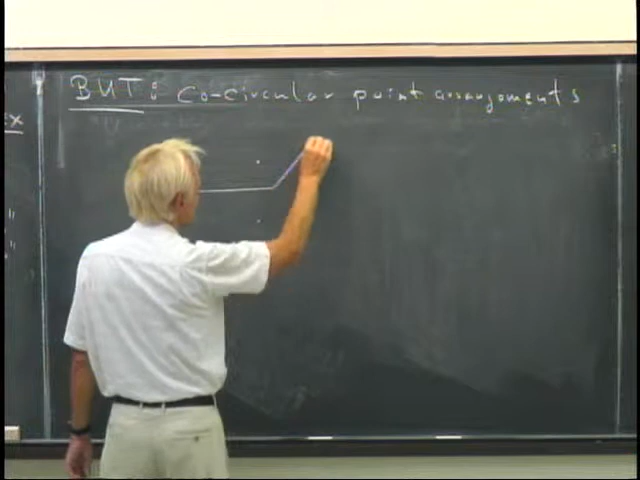 BUT: Co-circular point arrangements
x
"
"